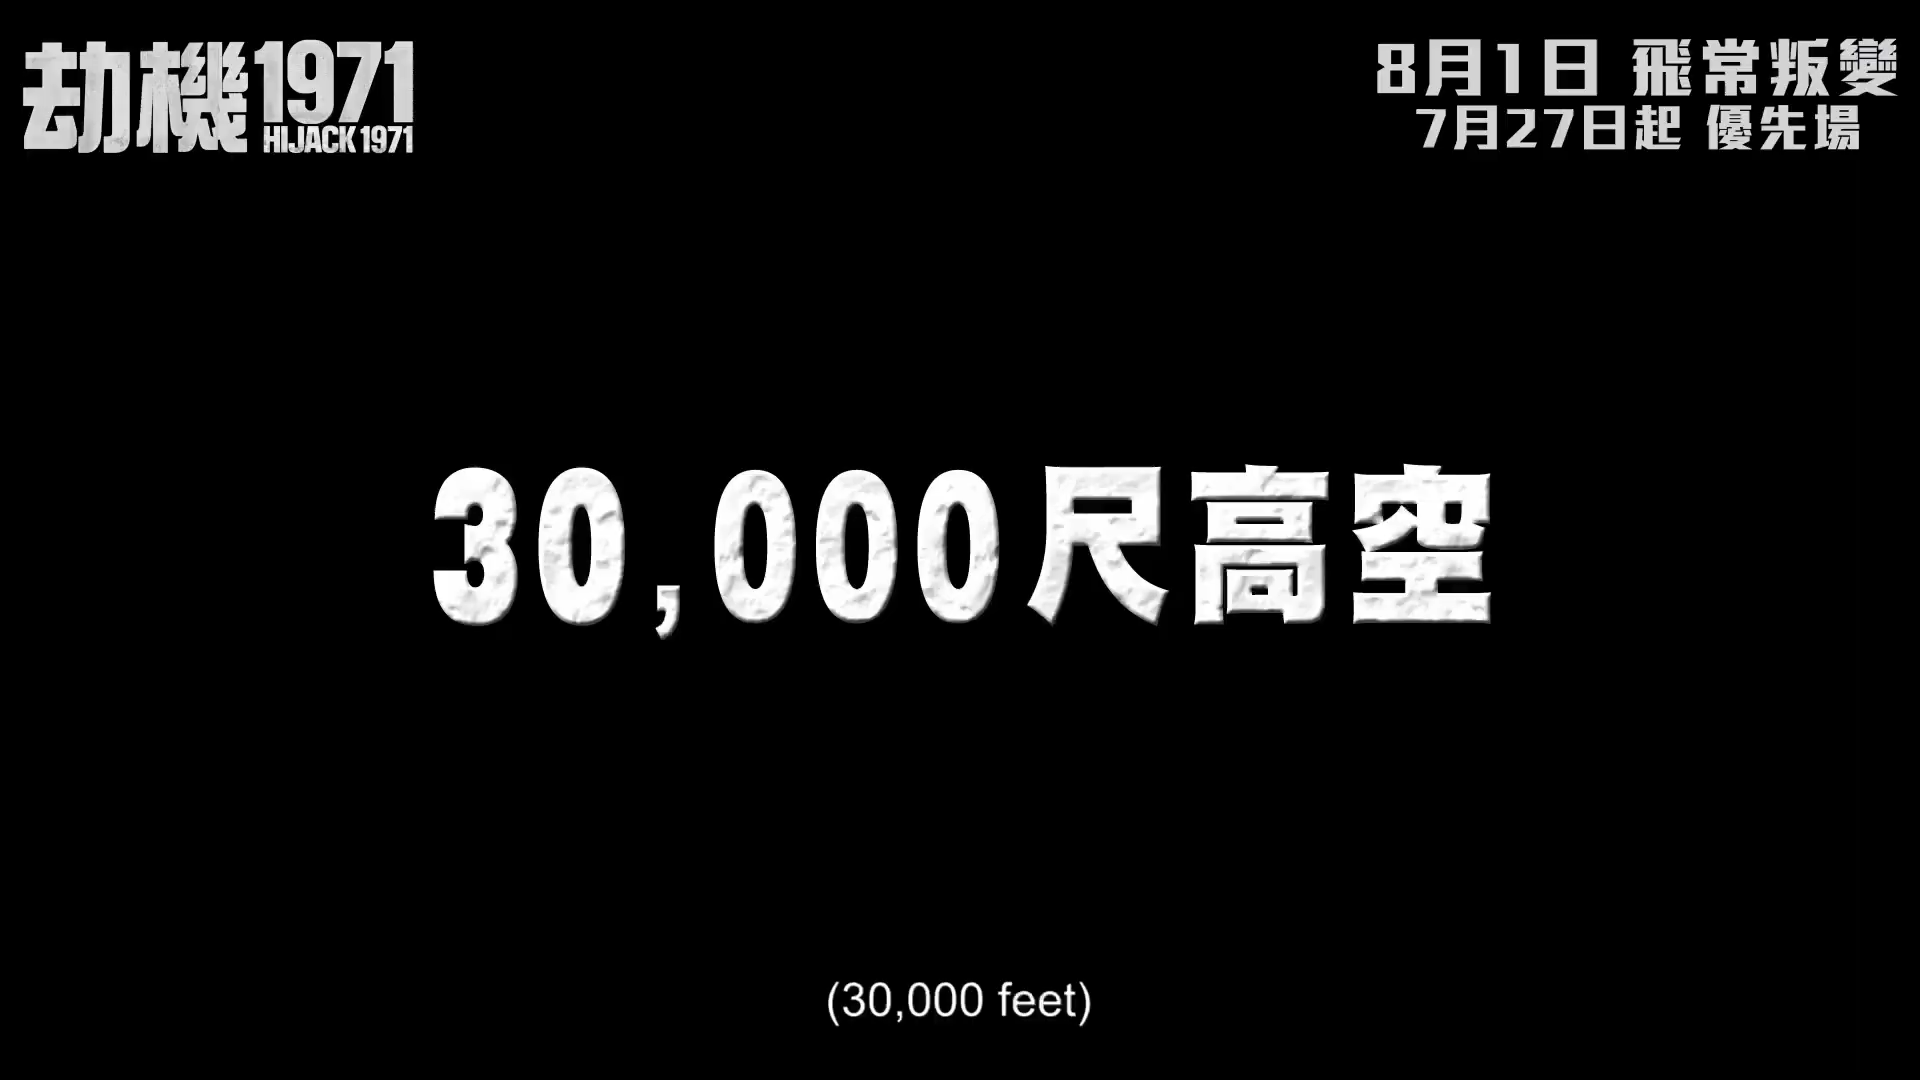 劫機1971
HIJACK 1971
8月1日 飛常叛變
7月27日起 優先場
30,000尺高空
(30,000 feet)